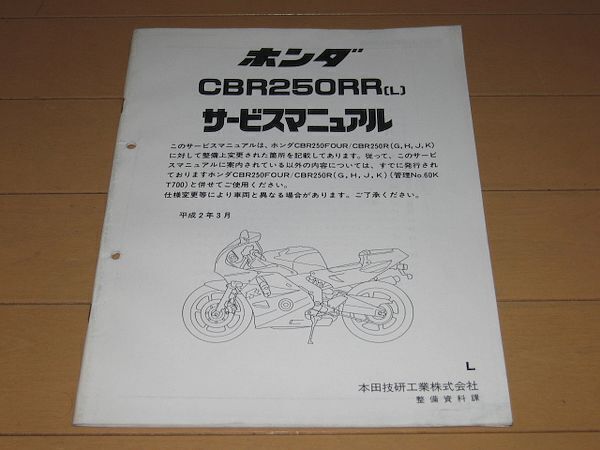 ホンダ
CBR250RR(L)
サービスマニュアル
このサービスマニュアルは、ホンダCBR250FOUR/CBR250R(G,H,J,K)
に対して整備上変更された箇所を記載してあります。従って、このサービ
スマニュアルに案内されている以外の内容については、すでに発行され
ておりますホンダCBR250FOUR/CBR250R(G,H,J,K)(管理No.60K
T700)と併せてご使用ください。
仕様変更等により車両と異なる場合があります。ご了承ください。
平成2年3月
L
本田技研工業株式会社
整備資料課